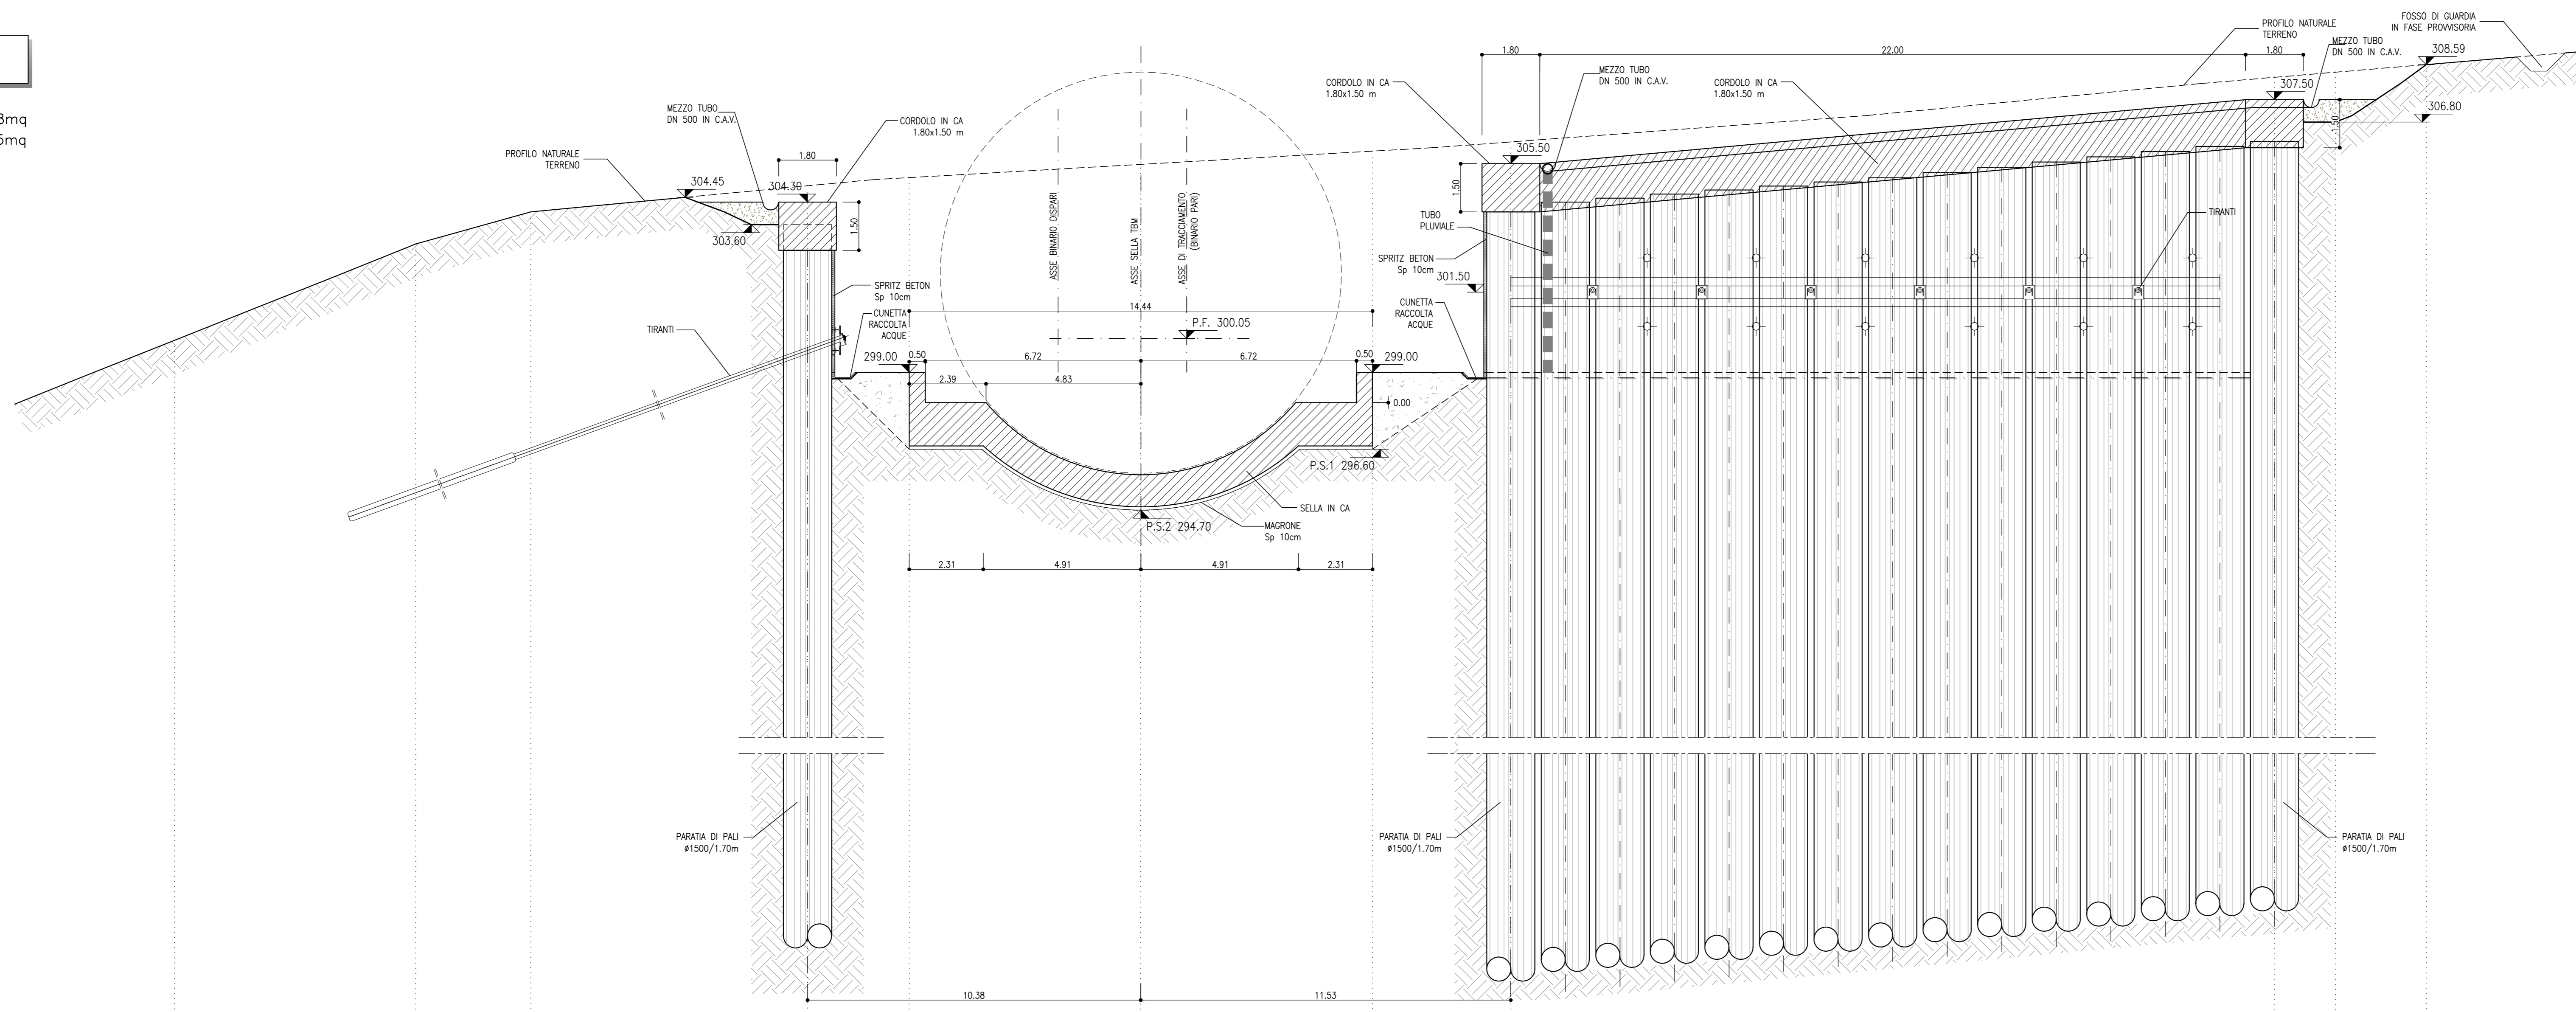 3mq
5mq
PROFILO NATURALE
TERRENO
304.45
303.60
MEZZO TUBO
DN 500 IN C.A.V.
1.80
304.30
CORDOLO IN CA
1.80x1.50 m
1.50
SPRITZ BETON
Sp 10cm
CUNETTA
RACCOLTA
ACQUE
TIRANTI
299.00
0.50
6.72
6.72
0.50
299.00
2.39
4.83
14.44
ASSE BINARIO DISPARI
ASSE SELLA TBM
ASSE DI TRACCIAMENTO
(BINARIO PARI)
P.F. 300.05
0.00
P.S.1 296.60
SELLA IN CA
P.S.2 294.70
MAGRONE
Sp 10cm
2.31
4.91
4.91
2.31
PARATIA DI PALI
ø1500/1.70m
10.38
11.53
1.80
22.00
1.80
CORDOLO IN CA
1.80x1.50 m
MEZZO TUBO
DN 500 IN C.A.V.
CORDOLO IN CA
1.80x1.50 m
305.50
1.50
TUBO
PLUVIALE
SPRITZ BETON
Sp 10cm
301.50
CUNETTA
RACCOLTA
ACQUE
TIRANTI
PROFILO NATURALE
TERRENO
MEZZO TUBO
DN 500 IN C.A.V.
FOSSO DI GUARDIA
IN FASE PROVVISORIA
308.59
307.50
306.80
1.50
PARATIA DI PALI
ø1500/1.70m
PARATIA DI PALI
ø1500/1.70m